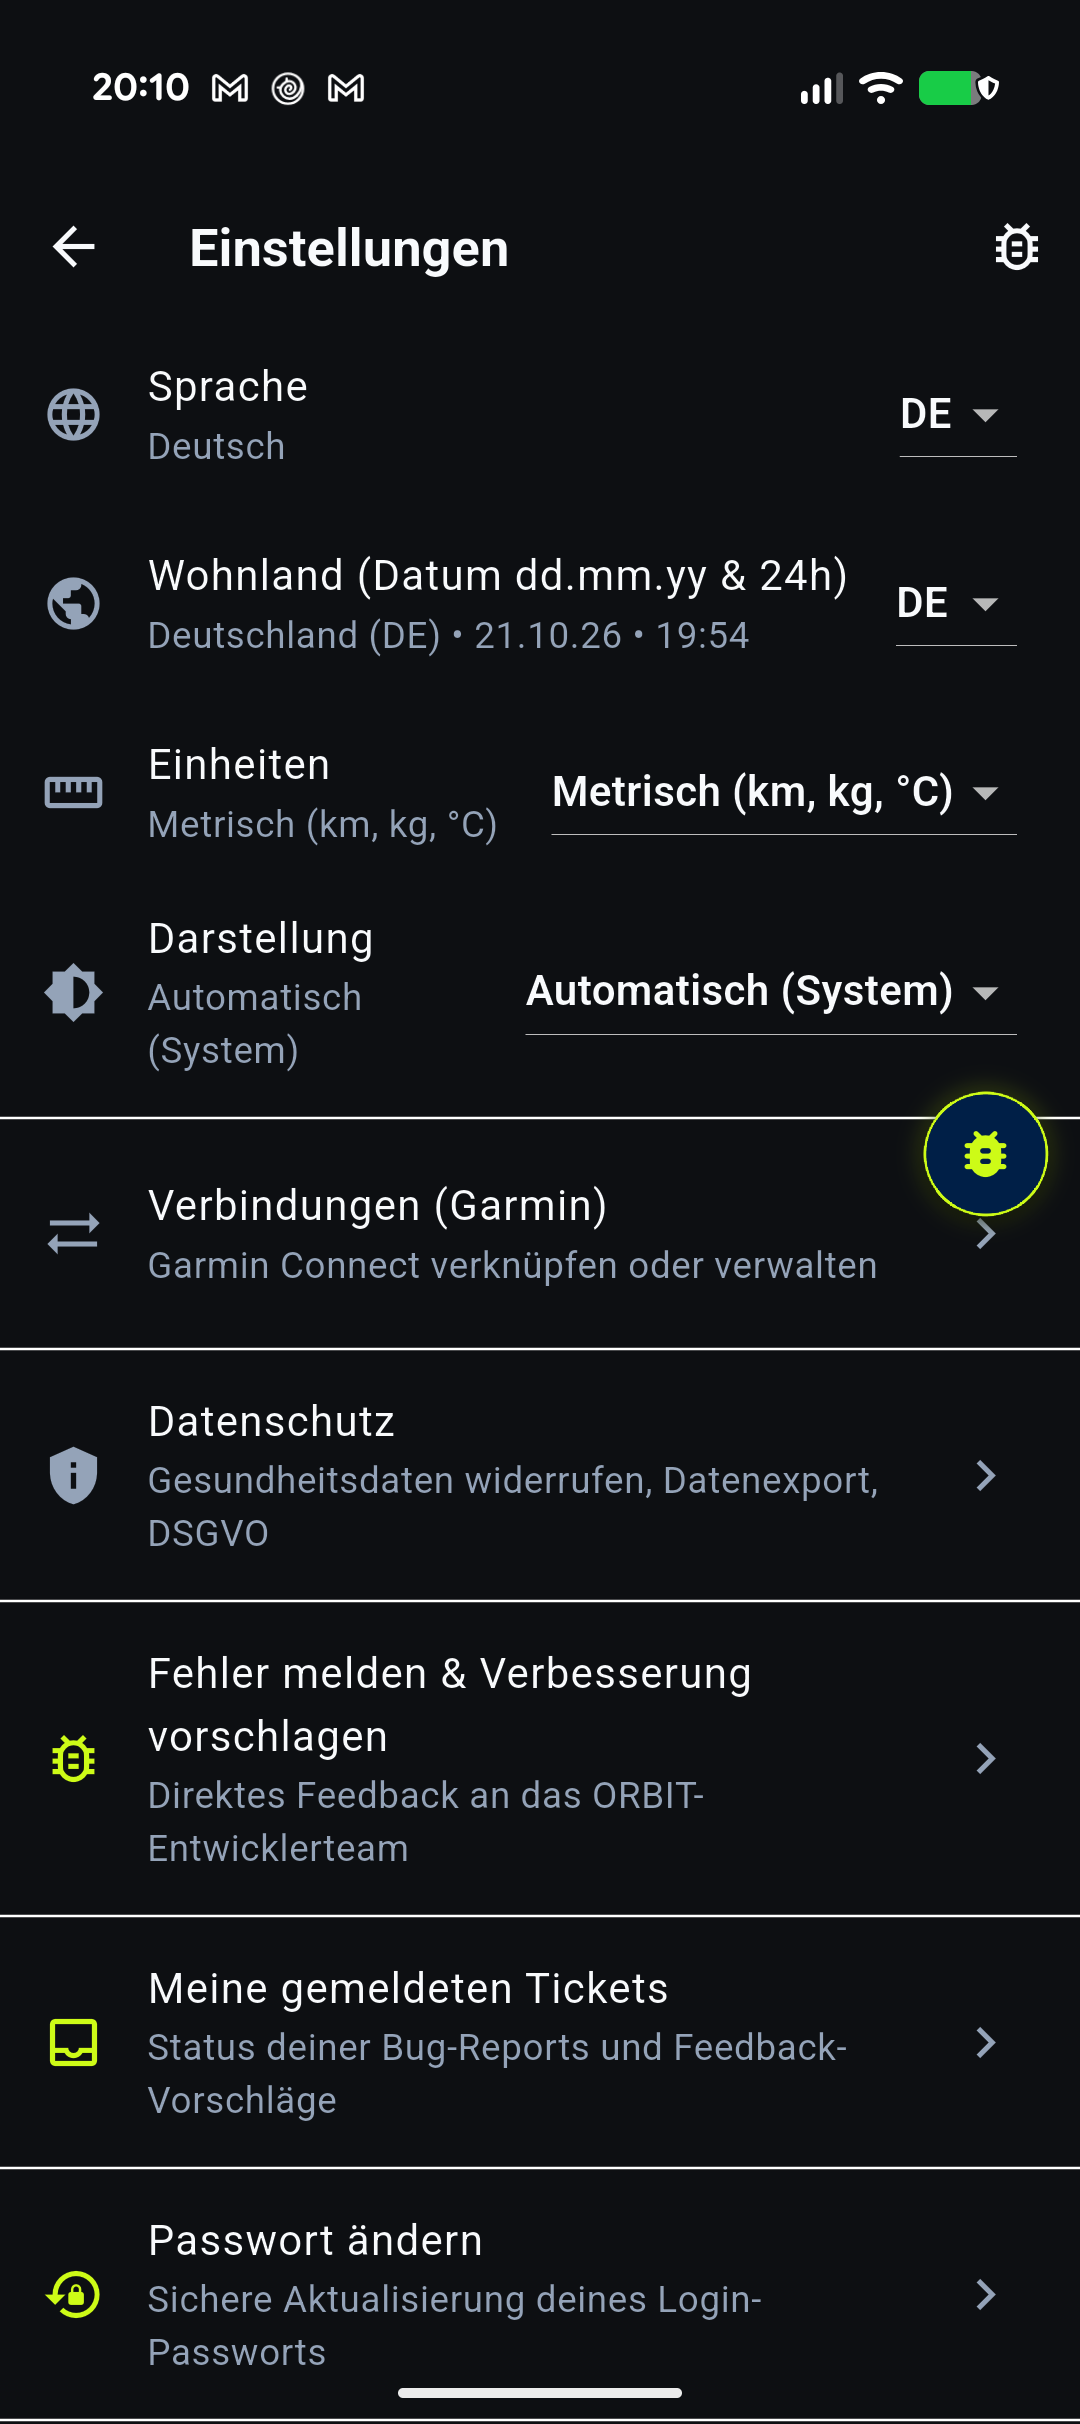 20:10
Einstellungen
Sprache
Deutsch
DE
Wohnland (Datum dd.mm.yy & 24h)
Deutschland (DE) • 21.10.26 • 19:54
DE
Einheiten
Metrisch (km, kg, °C)
Metrisch (km, kg, °C)
Darstellung
Automatisch
(System)
Automatisch (System)
Verbindungen (Garmin)
Garmin Connect verknüpfen oder verwalten
Datenschutz
Gesundheitsdaten widerrufen, Datenexport,
DSGVO
Fehler melden & Verbesserung
vorschlagen
Direktes Feedback an das ORBIT-
Entwicklerteam
Meine gemeldeten Tickets
Status deiner Bug-Reports und Feedback-
Vorschläge
Passwort ändern
Sichere Aktualisierung deines Login-
Passworts